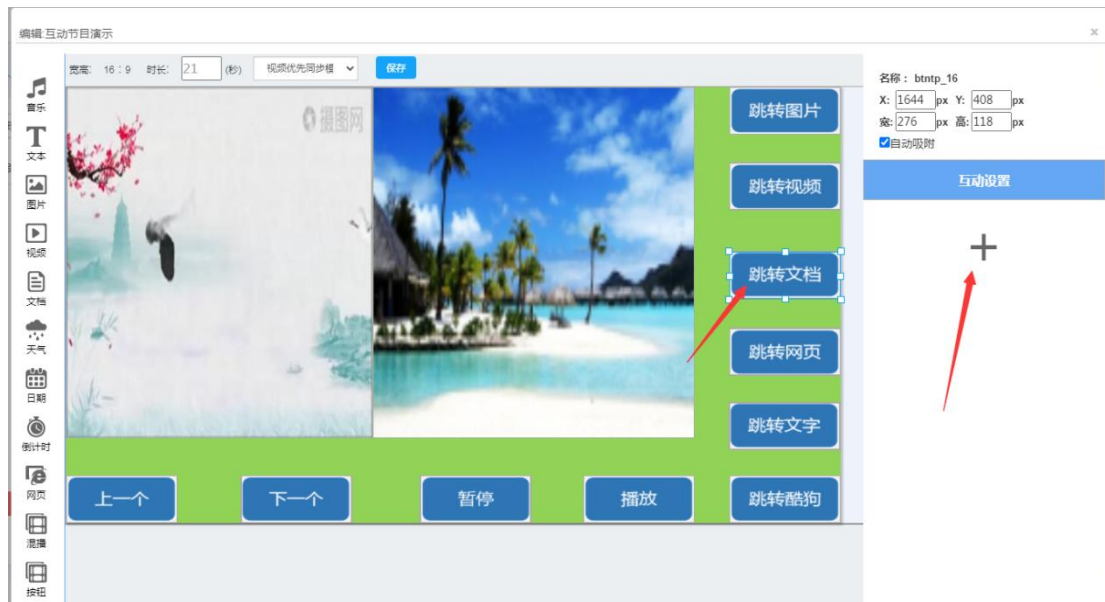 编辑:互动节目演示
×
宽高: 16 : 9 时长: 21 (秒) 视频优先同步模 保存
音乐
文本
图片
视频
文档
天气
日期
倒计时
网页
混播
按钮
摄图网
跳转图片
跳转视频
跳转文档
跳转网页
跳转文字
上一个 下一个 暂停 播放 跳转酷狗
名称： btntp_16
X: 1644 px Y: 408 px
宽: 276 px 高: 118 px
自动吸附
互动设置